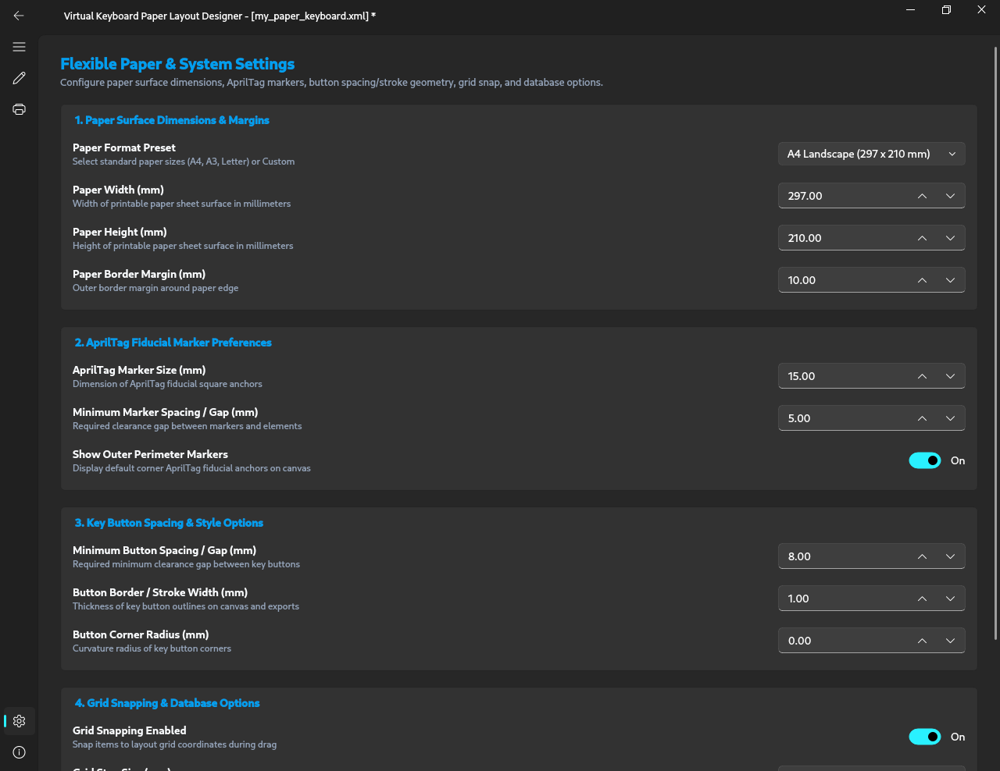 Virtual Keyboard Paper Layout Designer - [my_paper_keyboard.xml] *
Flexible Paper & System Settings
Configure paper surface dimensions, AprilTag markers, button spacing/stroke geometry, grid snap, and database options.
1. Paper Surface Dimensions & Margins
Paper Format Preset
Select standard paper sizes (A4, A3, Letter) or Custom
A4 Landscape (297 x 210 mm)
Paper Width (mm)
Width of printable paper sheet surface in millimeters
297.00
Paper Height (mm)
Height of printable paper sheet surface in millimeters
210.00
Paper Border Margin (mm)
Outer border margin around paper edge
10.00
2. AprilTag Fiducial Marker Preferences
AprilTag Marker Size (mm)
Dimension of AprilTag fiducial square anchors
15.00
Minimum Marker Spacing / Gap (mm)
Required clearance gap between markers and elements
5.00
Show Outer Perimeter Markers
Display default corner AprilTag fiducial anchors on canvas
On
3. Key Button Spacing & Style Options
Minimum Button Spacing / Gap (mm)
Required minimum clearance gap between key buttons
8.00
Button Border / Stroke Width (mm)
Thickness of key button outlines on canvas and exports
1.00
Button Corner Radius (mm)
Curvature radius of key button corners
0.00
4. Grid Snapping & Database Options
Grid Snapping Enabled
Snap items to layout grid coordinates during drag
On